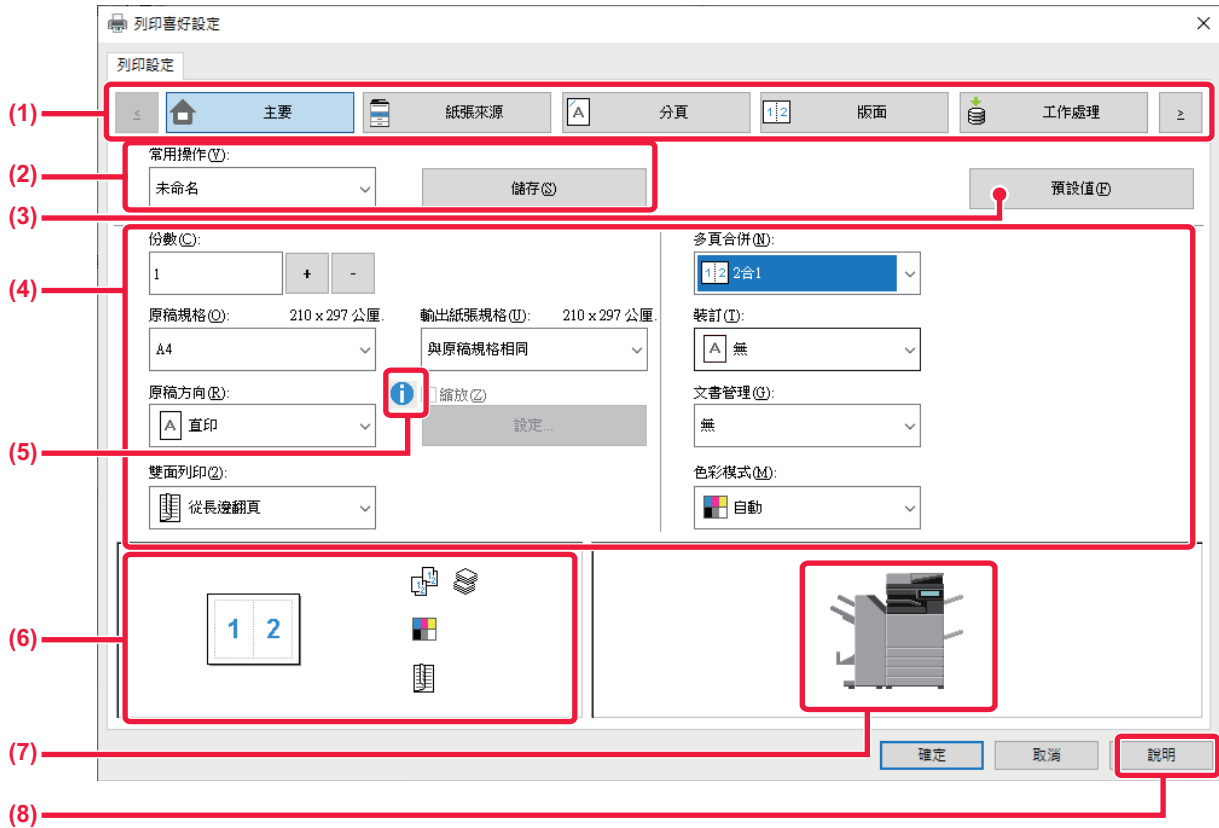 列印喜好設定
列印設定
(1)
< 主要 紙張來源 A 分頁 1 2 版面 工作處理 >
(2)
常用操作(Y):
未命名 儲存(S) 預設值(F)
(3)
份數(C): 多頁合併(N):
1 + - 1 2 2合1
(4)
原稿規格(O): 210 x 297 公厘. 輸出紙張規格(U): 210 x 297 公厘. 裝訂(I):
A4 與原稿規格相同 A 無
原稿方向(R): 縮放(Z) 文書管理(G):
A 直印 設定... 無
(5)
雙面列印(2): 色彩模式(M):
從長邊翻頁 自動
(6)
1 2
(7)
確定 取消 說明
(8)